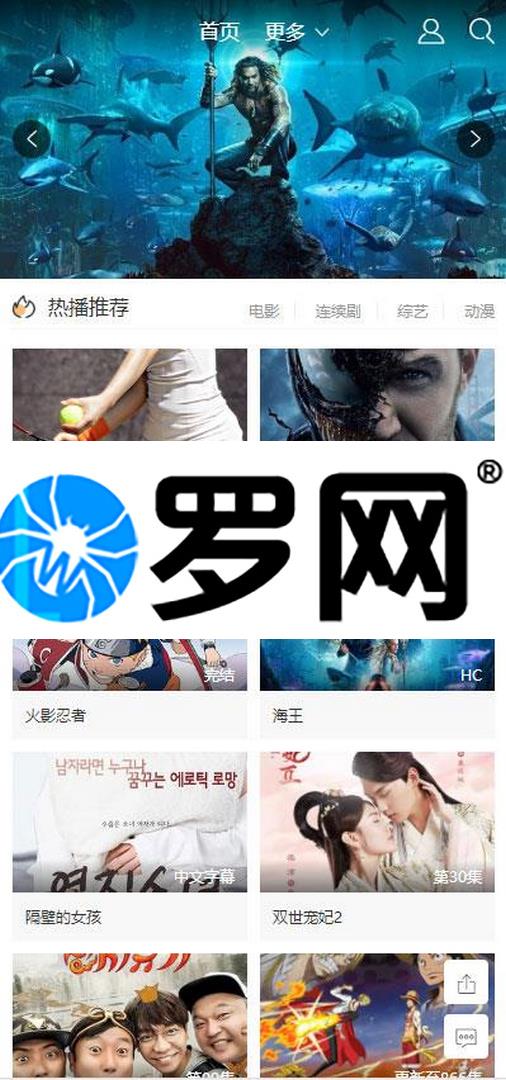 首页 更多
热播推荐 电影 连续剧 综艺 动漫
罗网®
完结 HC
火影忍者 海王
남자라면 누구나
꿈꾸는 에로틱 로망
中文字幕 第30集
隔壁的女孩 双世宠妃2